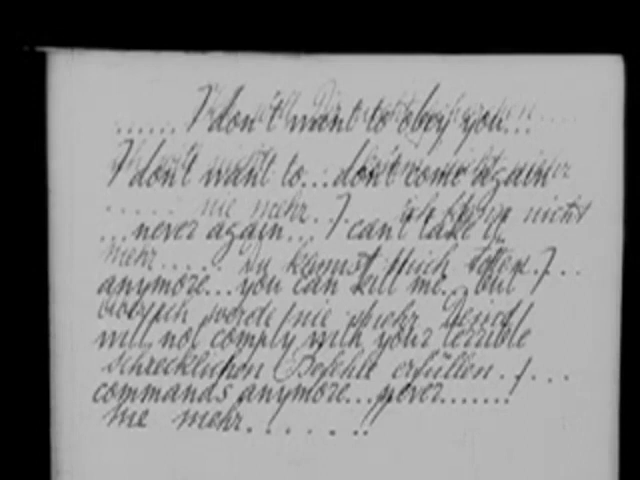 ...... I don't want to obey you...
I don't want to... don't come again
..... nie mehr..! Ich kann nicht
...never again... I can't take it
mehr..... Du kannst Mich töten.!...
anymore...you can kill me. but I
werde nie mehr Deine
will not comply with your terrible
schrecklichen Befehle erfüllen.!...
commands anymore...never.......!
nie mehr.......!!